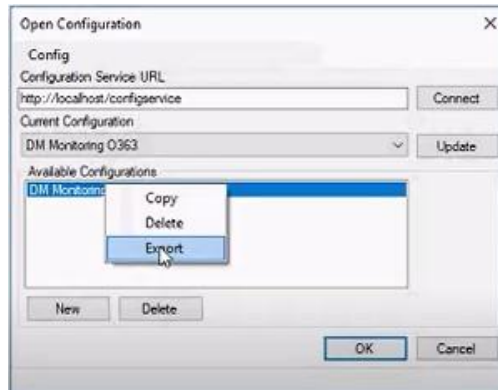 Open Configuration
Config
Configuration Service URL
http://localhost/configservice
Connect
Current Configuration
DM Monitoring O363
Update
Available Configurations
DM Monitoring
Copy
Delete
Export
New
Delete
OK
Cancel